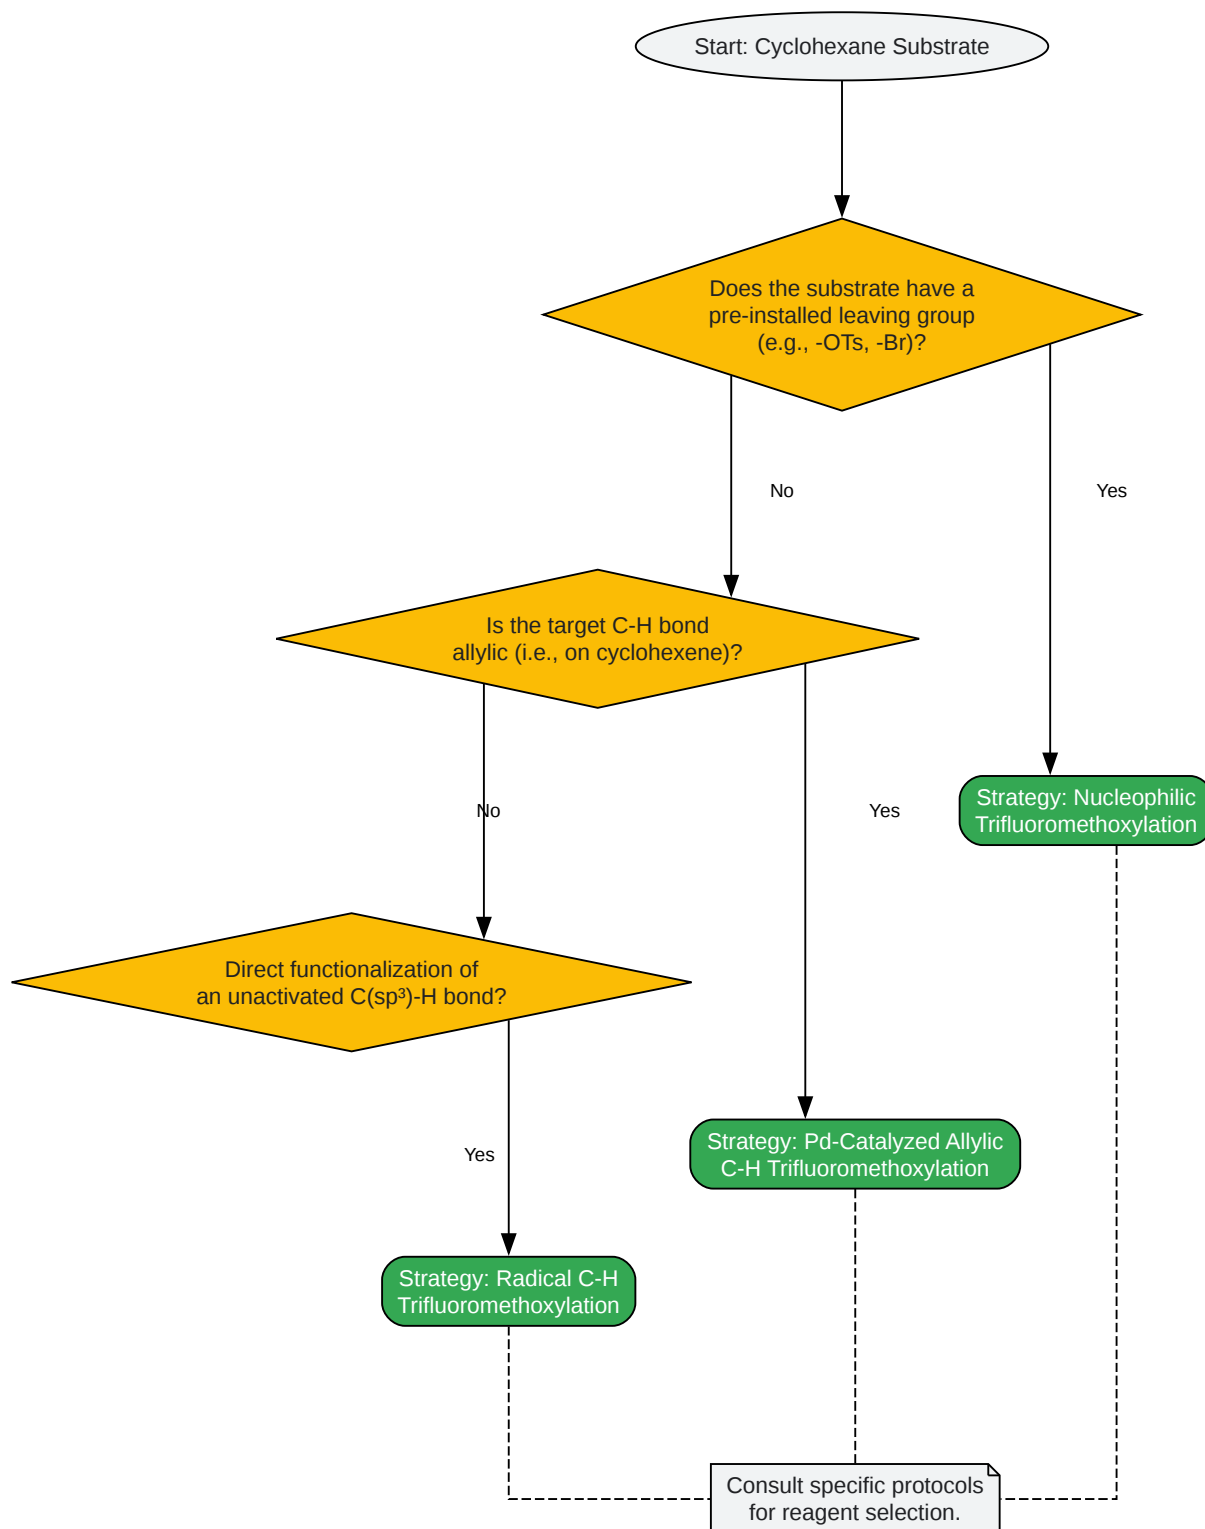 Start: Cyclohexane Substrate
Does the substrate have a
pre-installed leaving group
(e.g., -OTs, -Br)?
No
Yes
Is the target C-H bond
allylic (i.e., on cyclohexene)?
Strategy: Nucleophilic
Trifluoromethoxylation
No
Yes
Direct functionalization of
an unactivated C(sp³)-H bond?
Yes
Strategy: Pd-Catalyzed Allylic
C-H Trifluoromethoxylation
Strategy: Radical C-H
Trifluoromethoxylation
Consult specific protocols
for reagent selection.